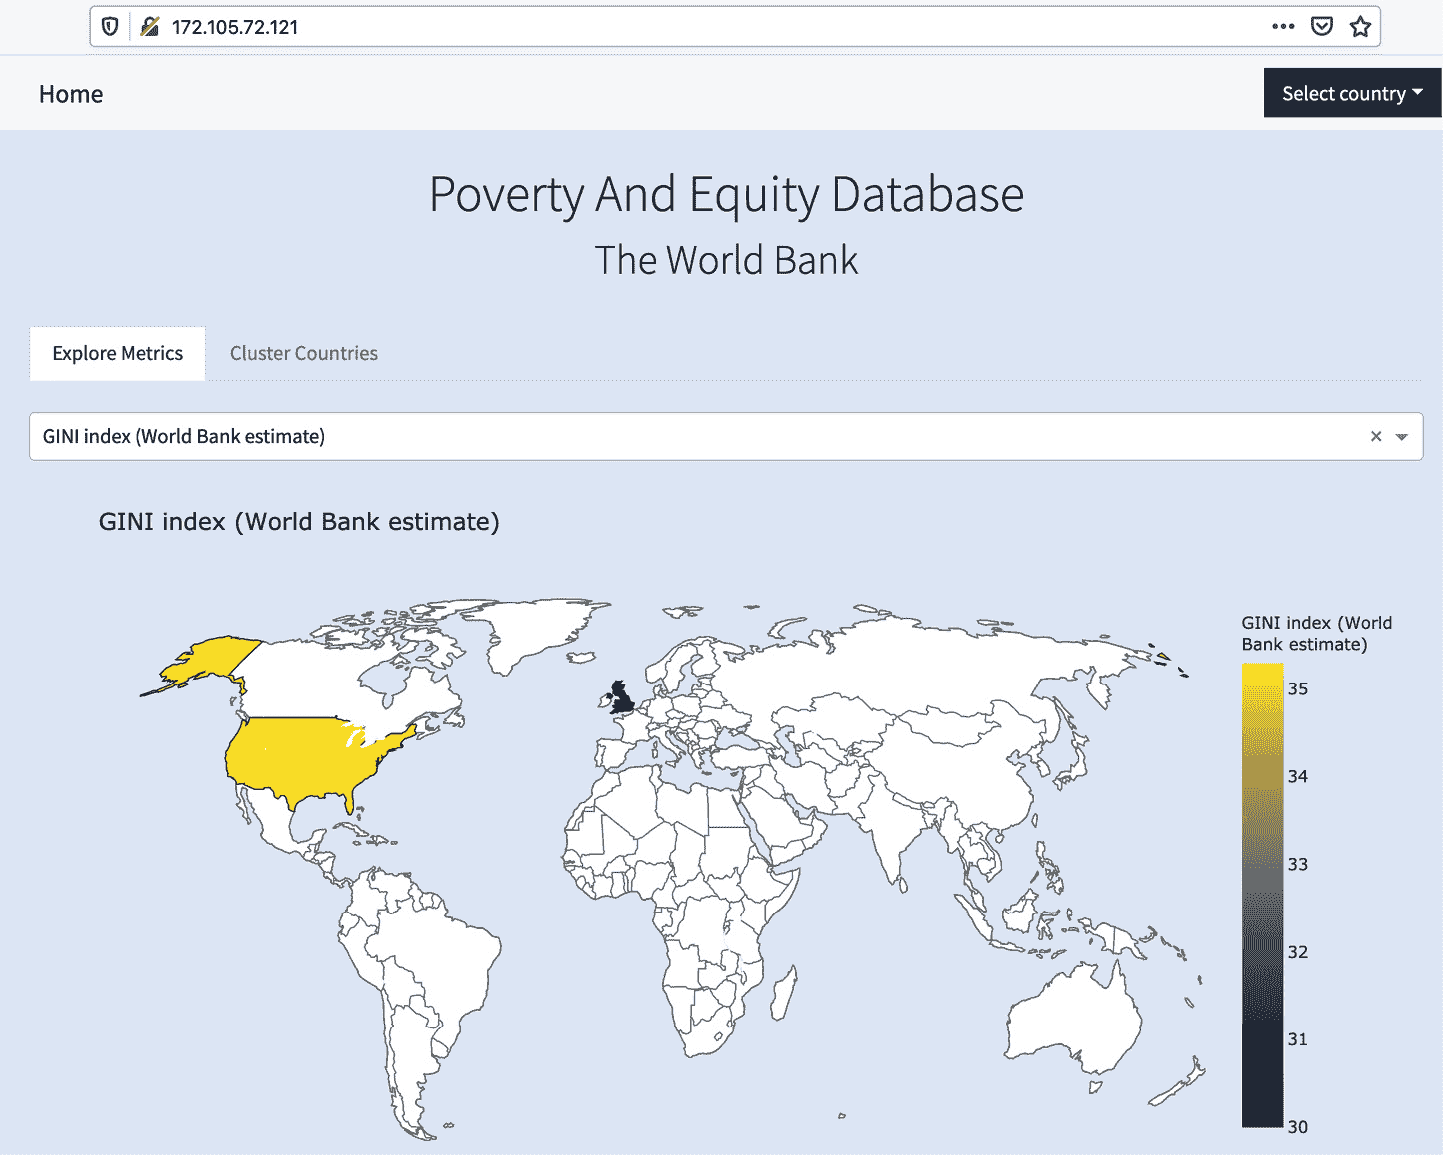 172.105.72.121
Home
Select country
Poverty And Equity Database
The World Bank
Explore Metrics
Cluster Countries
GINI index (World Bank estimate)
GINI index (World Bank estimate)
GINI index (World
Bank estimate)
35
34
33
32
31
30